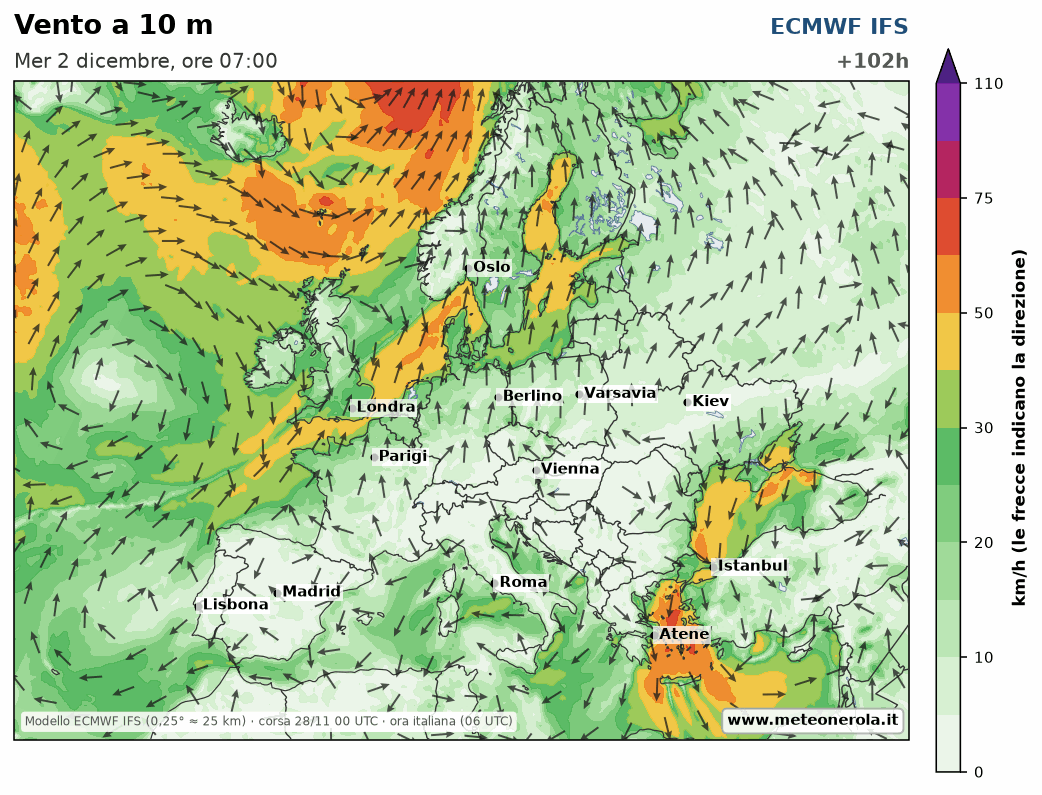 Vento a 10 m
ECMWF IFS
Mer 2 dicembre, ore 07:00
+102h
110
75
50
30
20
10
0
km/h (le frecce indicano la direzione)
Oslo
Londra
Berlino
Varsavia
Kiev
Parigi
Vienna
Istanbul
Roma
Madrid
Lisbona
Atene
Modello ECMWF IFS (0,25° ≈ 25 km) · corsa 28/11 00 UTC · ora italiana (06 UTC)
www.meteonerola.it